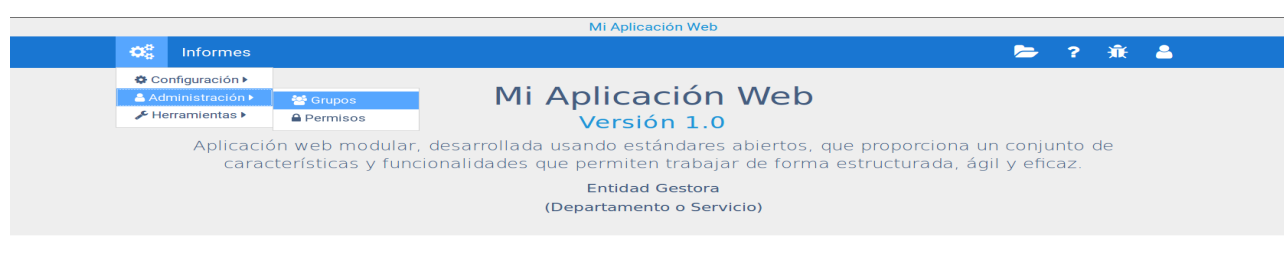 Mi Aplicación Web
Informes
?
Configuración
Administración
Grupos
Herramientas
Permisos
Mi Aplicación Web
Versión 1.0
Aplicación web modular, desarrollada usando estándares abiertos, que proporciona un conjunto de
características y funcionalidades que permiten trabajar de forma estructurada, ágil y eficaz.
Entidad Gestora
(Departamento o Servicio)